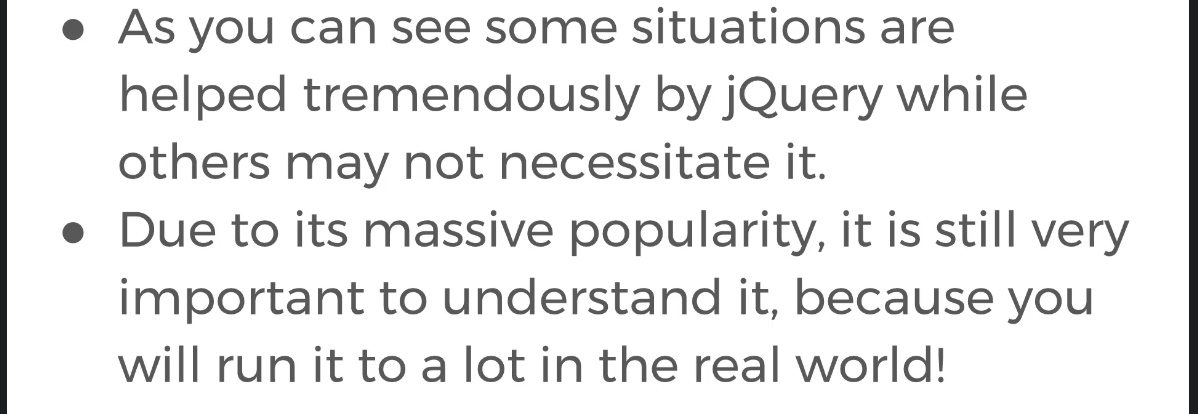 ● As you can see some situations are
helped tremendously by jQuery while
others may not necessitate it.
● Due to its massive popularity, it is still very
important to understand it, because you
will run it to a lot in the real world!